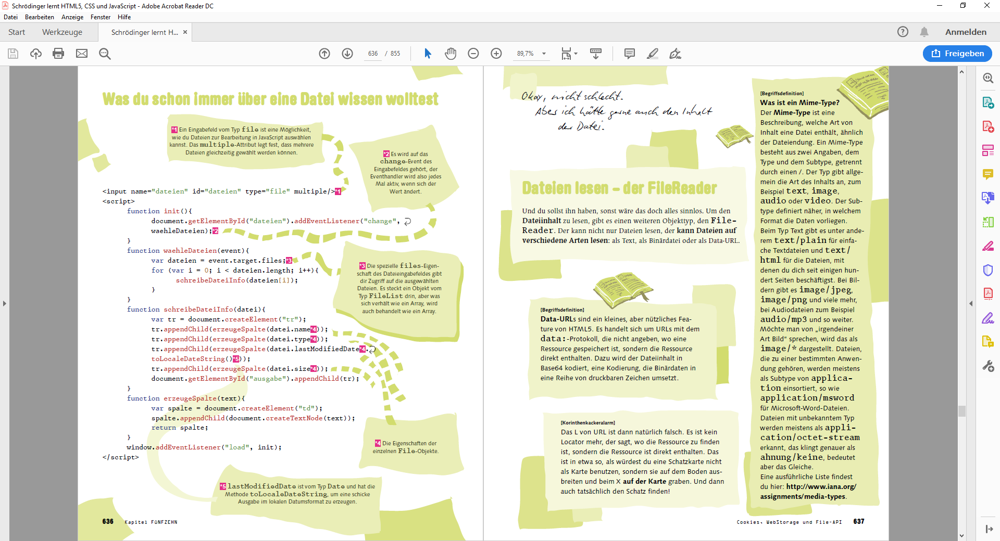 Schrödinger lernt HTML5, CSS und JavaScript - Adobe Acrobat Reader DC
Datei Bearbeiten Anzeige Fenster Hilfe
Start Werkzeuge Schrödinger lernt H... × Anmelden
636 / 855 89,7% Freigeben
Was du schon immer über eine Datei wissen wolltest
*1 Ein Eingabefeld vom Typ file ist eine Möglichkeit,
wie du Dateien zur Bearbeitung in JavaScript auswählen
kannst. Das multiple-Attribut legt fest, dass mehrere
Dateien gleichzeitig gewählt werden können.
*2 Es wird auf das
change-Event des
Eingabefeldes gehört, der
Eventhandler wird also jedes
Mal aktiv, wenn sich der
Wert ändert.
<input name="dateien" id="dateien" type="file" multiple/>*1
<script>
function init(){
document.getElementById("dateien").addEventListener("change",
waehleDateien);*2
}
function waehleDateien(event){
var dateien = event.target.files;*3
for (var i = 0; i < dateien.length; i++){
schreibeDateiInfo(dateien[i]);
}
}
function schreibeDateiInfo(datei){
var tr = document.createElement("tr");
tr.appendChild(erzeugeSpalte(datei.name*4));
tr.appendChild(erzeugeSpalte(datei.type*4));
tr.appendChild(erzeugeSpalte(datei.lastModifiedDate*4.
toLocaleDateString()*5));
tr.appendChild(erzeugeSpalte(datei.size*4));
document.getElementById("ausgabe").appendChild(tr);
}
function erzeugeSpalte(text){
var spalte = document.createElement("td");
spalte.appendChild(document.createTextNode(text));
return spalte;
}
window.addEventListener("load", init);
</script>
*3 Die spezielle files-Eigen-
schaft des Dateieingabefeldes gibt
dir Zugriff auf die ausgewählten
Dateien. Es steckt ein Objekt vom
Typ FileList drin, aber was
sich verhält wie ein Array, wird
auch behandelt wie ein Array.
*4 Die Eigenschaften der
einzelnen File-Objekte.
*5 lastModifiedDate ist vom Typ Date und hat die
Methode toLocaleDateString, um eine schicke
Ausgabe im lokalen Datumsformat zu erzeugen.
636 Kapitel FÜNFZEHN
Okay, nicht schlecht.
Aber ich hätte gerne auch den Inhalt
der Datei.
Dateien lesen – der FileReader
Und du sollst ihn haben, sonst wäre das doch alles sinnlos. Um den
Dateiinhalt zu lesen, gibt es einen weiteren Objekttyp, den File-
Reader. Der kann nicht nur Dateien lesen, der kann Dateien auf
verschiedene Arten lesen: als Text, als Binärdatei oder als Data-URL.
[Begriffsdefinition]
Data-URLs sind ein kleines, aber nützliches Fea-
ture von HTML5. Es handelt sich um URLs mit dem
data:-Protokoll, die nicht angeben, wo eine
Ressource gespeichert ist, sondern die Ressource
direkt enthalten. Dazu wird der Dateiinhalt in
Base64 kodiert, eine Kodierung, die Binärdaten in
eine Reihe von druckbaren Zeichen umsetzt.
[Korinthenkackeralarm]
Das L von URL ist dann natürlich falsch. Es ist kein
Locator mehr, der sagt, wo die Ressource zu finden
ist, sondern die Ressource ist direkt enthalten. Das
ist in etwa so, als würdest du eine Schatzkarte nicht
als Karte benutzen, sondern sie auf dem Boden aus-
breiten und beim X auf der Karte graben. Und dann
auch tatsächlich den Schatz finden!
[Begriffsdefinition]
Was ist ein Mime-Type?
Der Mime-Type ist eine
Beschreibung, welche Art von
Inhalt eine Datei enthält, ähnlich
der Dateiendung. Ein Mime-Type
besteht aus zwei Angaben, dem
Type und dem Subtype, getrennt
durch einen /. Der Typ gibt allge-
mein die Art des Inhalts an, zum
Beispiel text, image,
audio oder video. Der Sub-
type definiert näher, in welchem
Format die Daten vorliegen.
Beim Typ Text gibt es unter ande-
rem text/plain für einfa-
che Textdateien und text/
html für die Dateien, mit
denen du dich seit einigen hun-
dert Seiten beschäftigst. Bei Bil-
dern gibt es image/jpeg,
image/png und viele mehr,
bei Audiodateien zum Beispiel
audio/mp3 und so weiter.
Möchte man von „irgendeiner
Art Bild“ sprechen, wird das als
image/* dargestellt. Dateien,
die zu einer bestimmten Anwen-
dung gehören, werden meistens
als Subtype von applica-
tion einsortiert, so wie
application/msword
für Microsoft-Word-Dateien.
Dateien mit unbekanntem Typ
werden meistens als appli-
cation/octet-stream
erkannt, das klingt genauer als
ahnung/keine, bedeutet
aber das Gleiche.
Eine ausführliche Liste findest
du hier: http://www.iana.org/
assignments/media-types.
Cookies, WebStorage und File-API 637